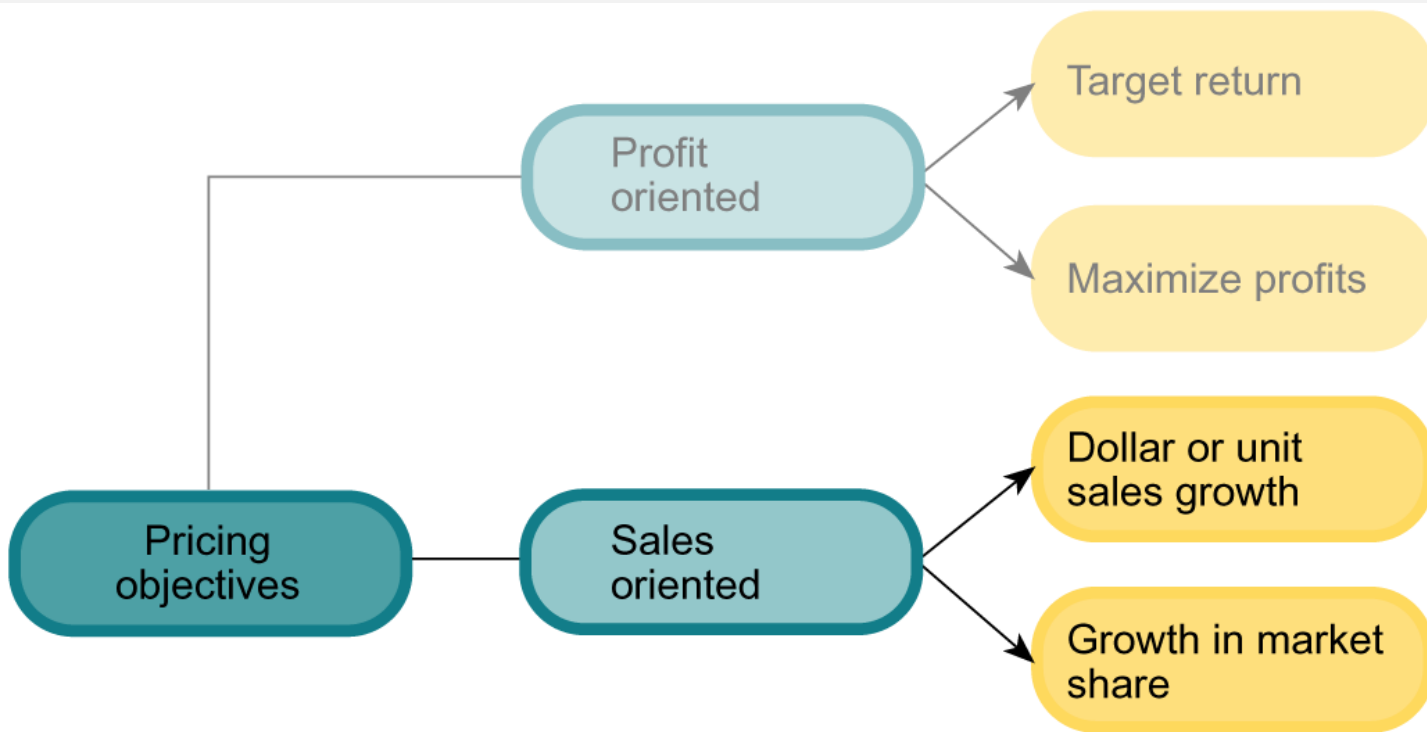 Target return
Profit
oriented
Maximize profits
Dollar or unit
sales growth
Pricing
objectives
Sales
oriented
Growth in market
share